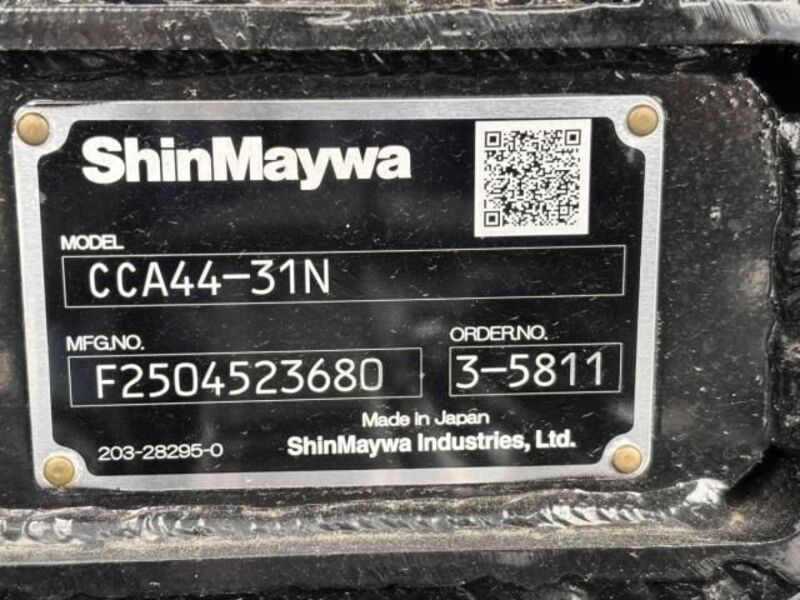 ShinMaywa
MODEL
CCA44-31N
MFG.NO.
ORDER.NO.
F2504523680
3-5811
Made in Japan
203-28295-0
ShinMaywa Industries, Ltd.